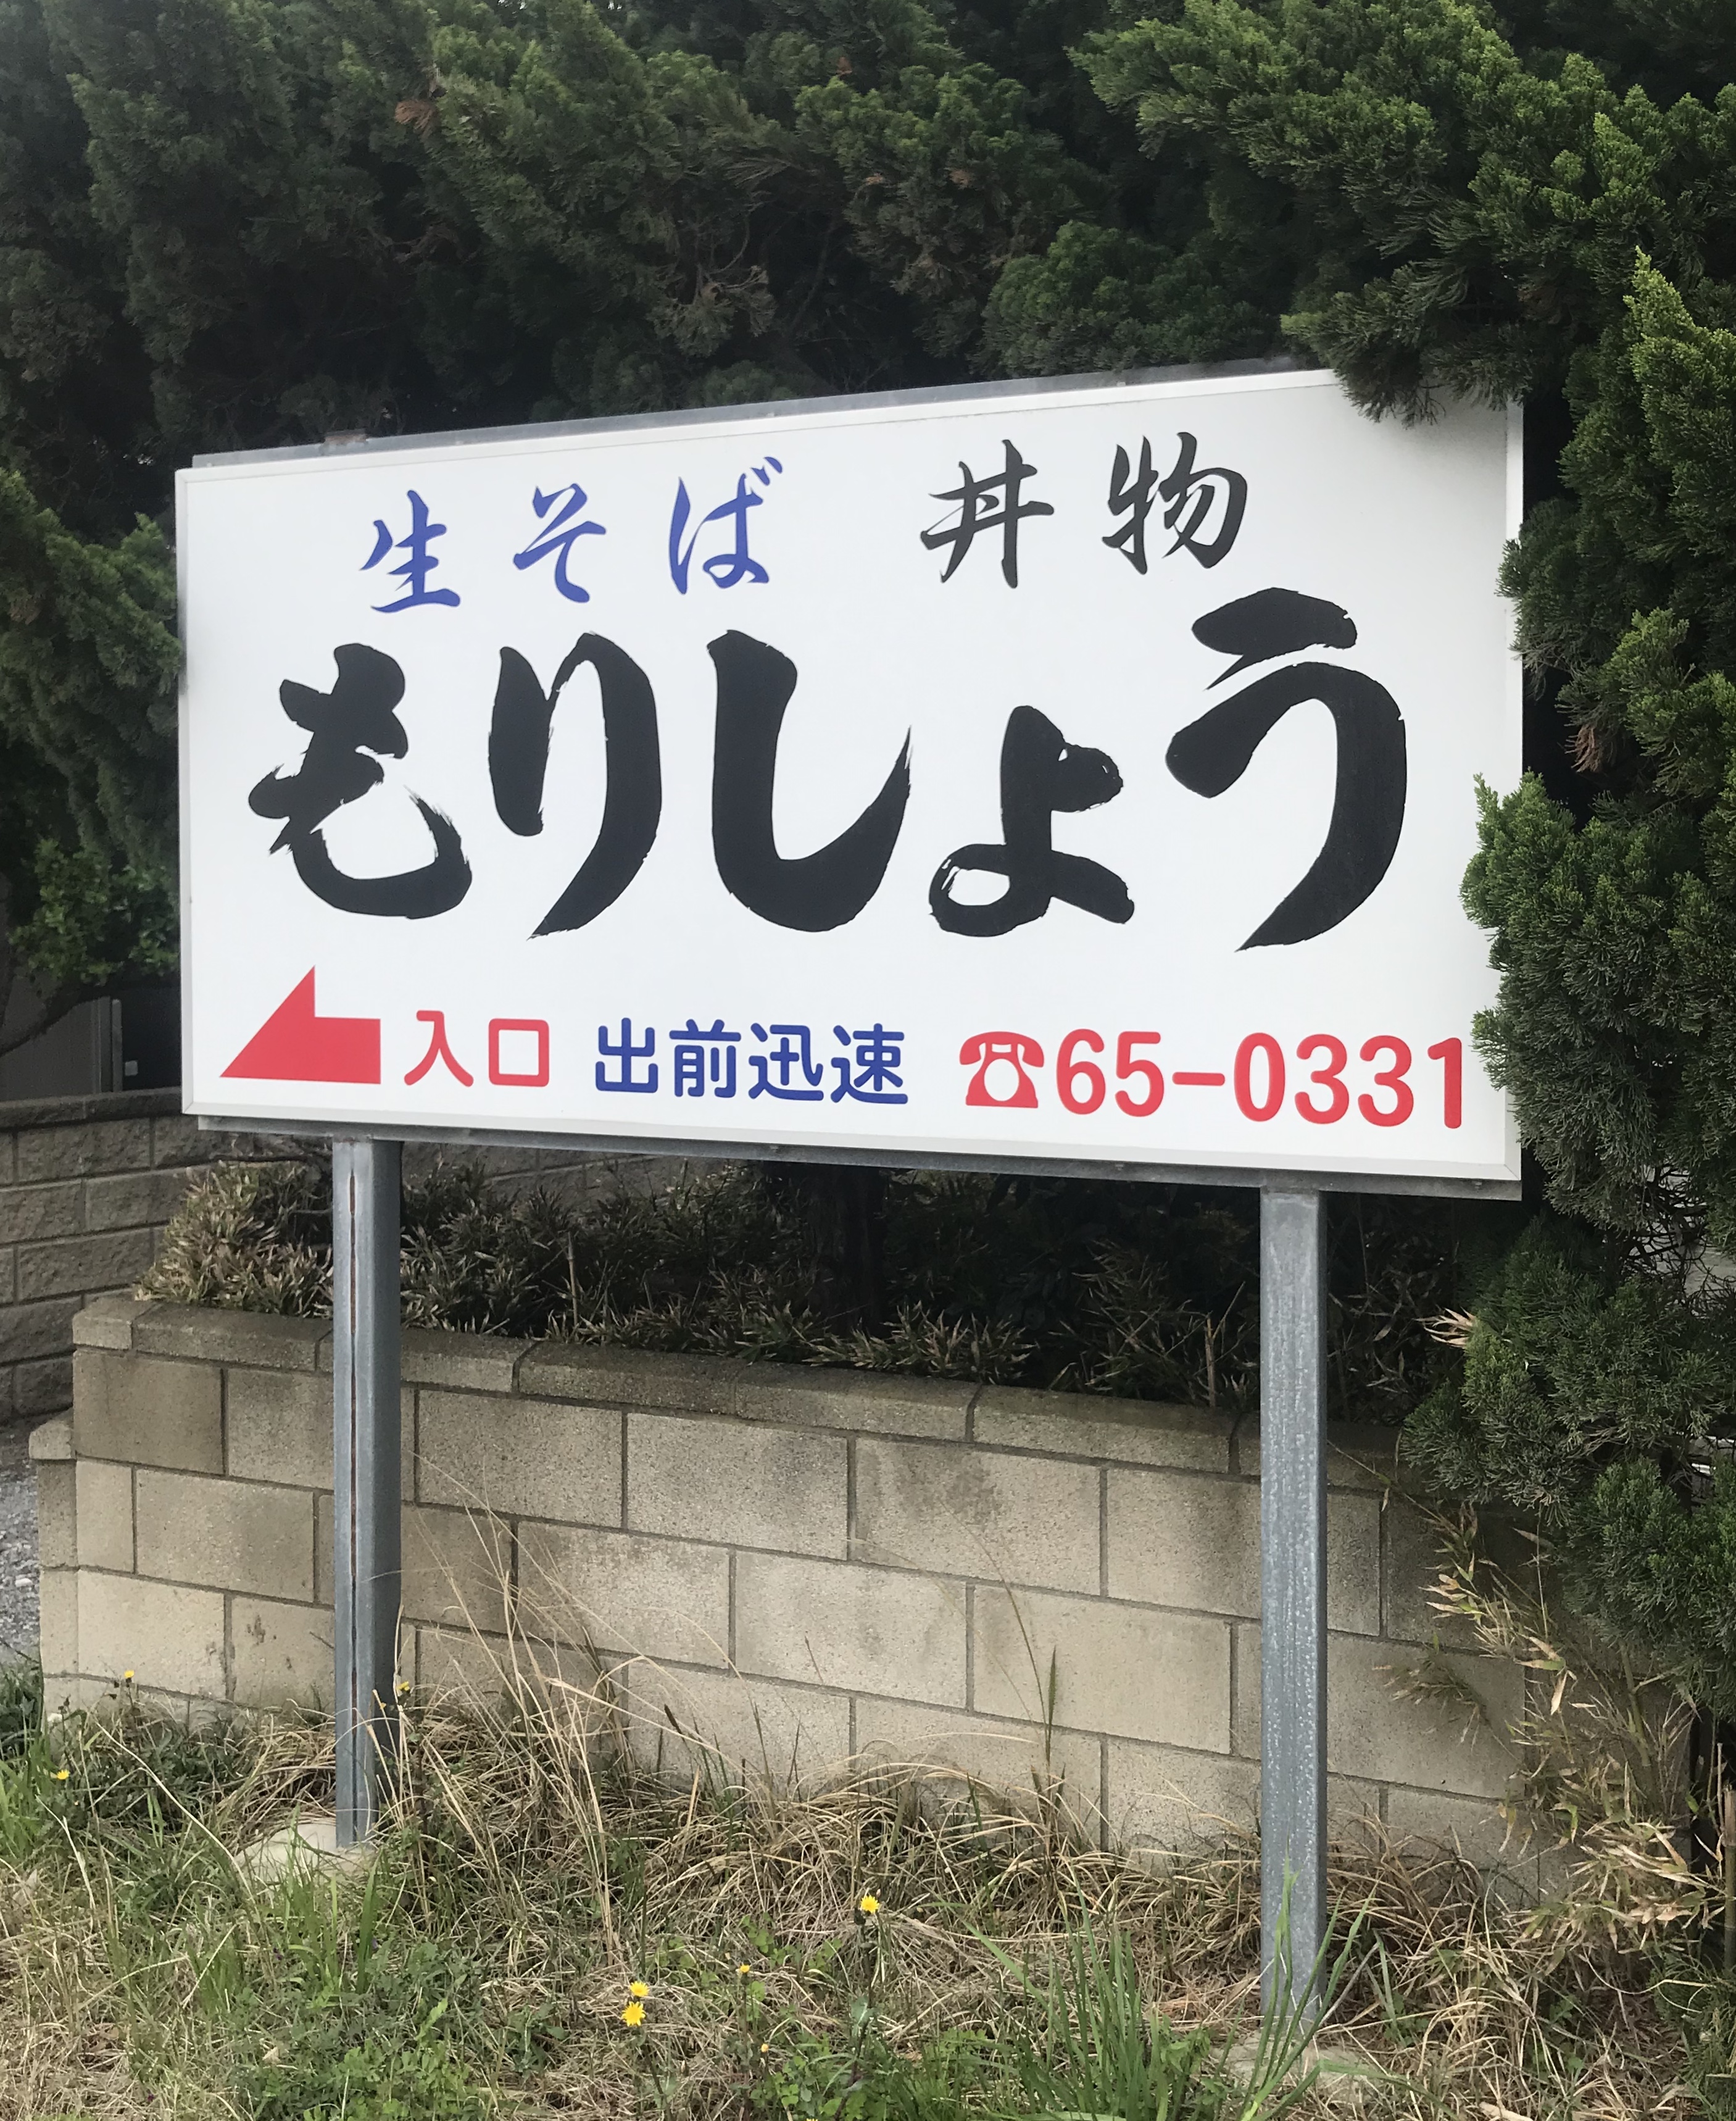 生そば 丼物
もりしょう
入口 出前迅速 ☎65-0331